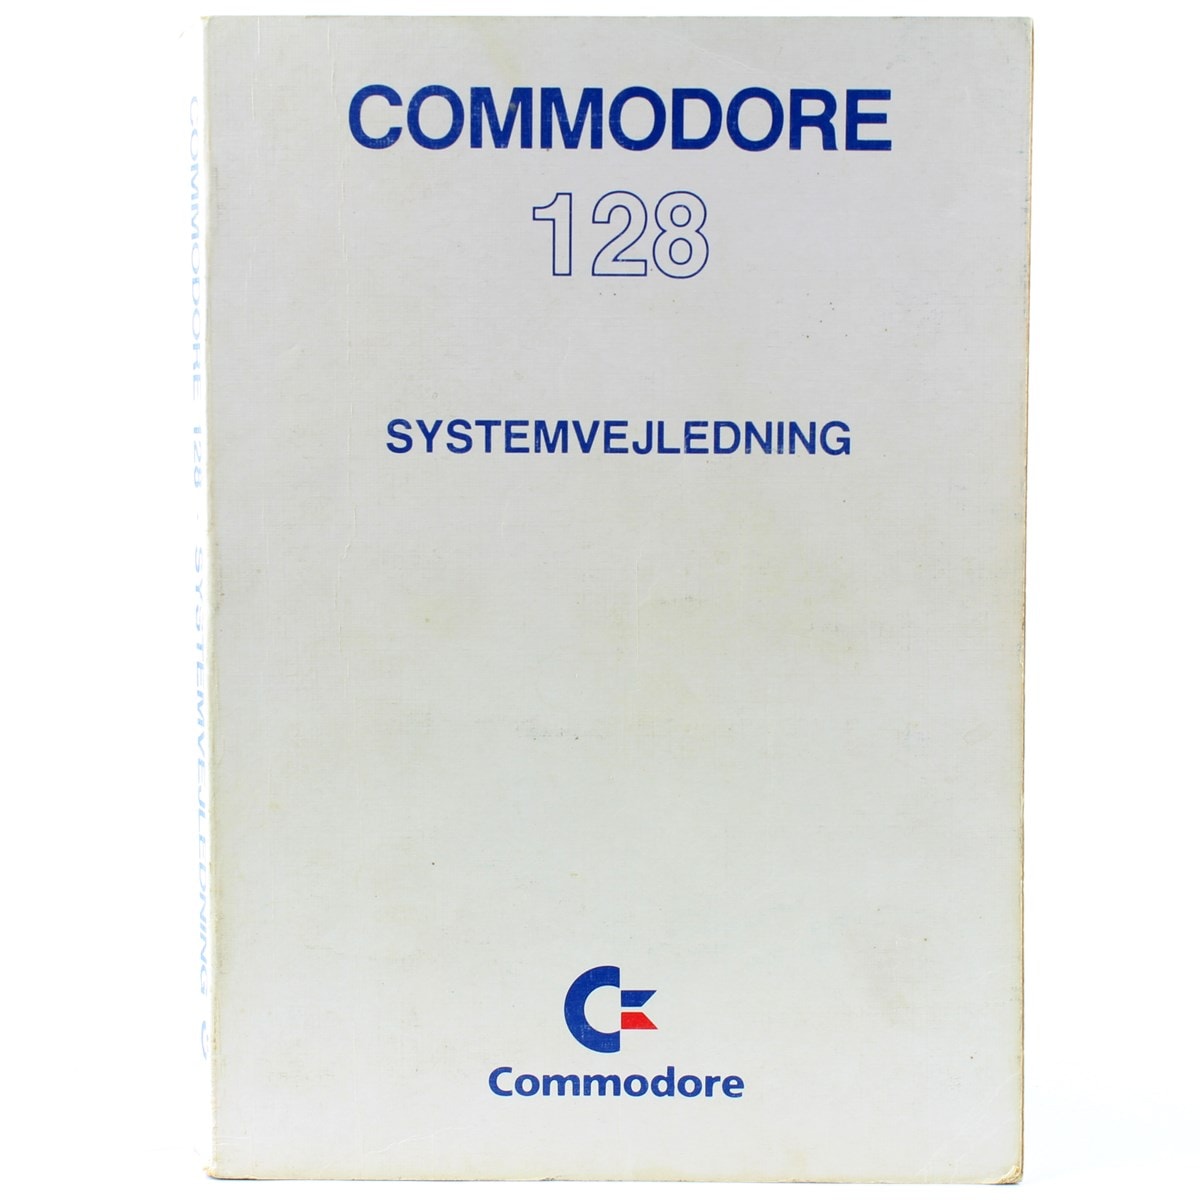 COMMODORE
128
SYSTEMVEJLEDNING
Commodore
COMMODORE 128 · SYSTEMVEJLEDNING